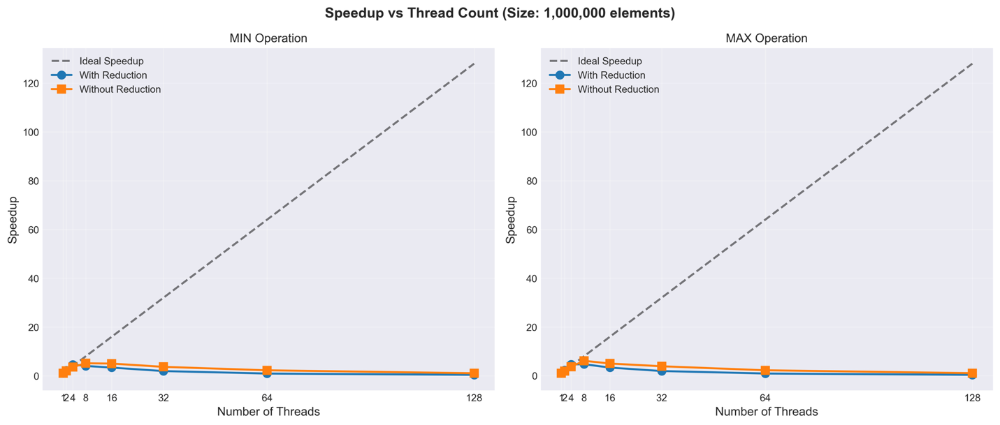 Speedup vs Thread Count (Size: 1,000,000 elements)
MIN Operation
Ideal Speedup
With Reduction
Without Reduction
120
100
80
60
40
20
0
Speedup
1 2 4 8 16 32 64 128
Number of Threads
MAX Operation
Ideal Speedup
With Reduction
Without Reduction
120
100
80
60
40
20
0
Speedup
1 2 4 8 16 32 64 128
Number of Threads